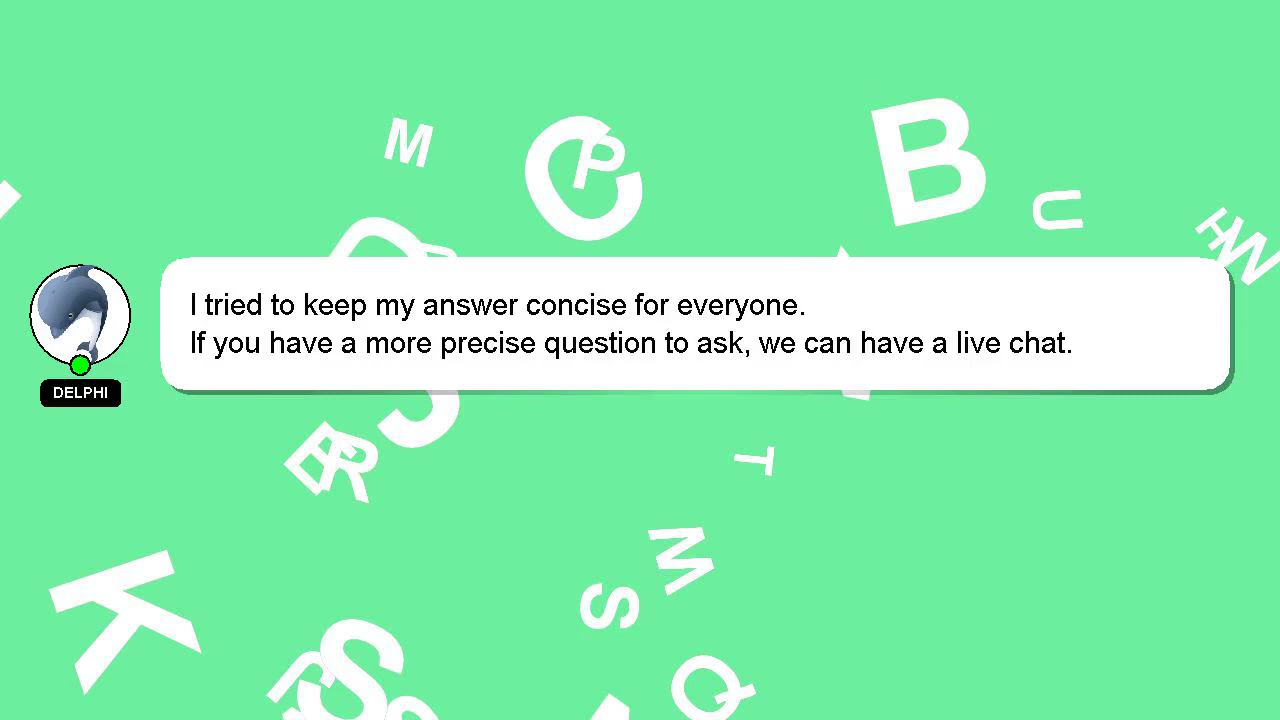 M
C
P
B
U
H
W
D
I tried to keep my answer concise for everyone.
If you have a more precise question to ask, we can have a live chat.
DELPHI
J
R
T
K
M
S
S
Q